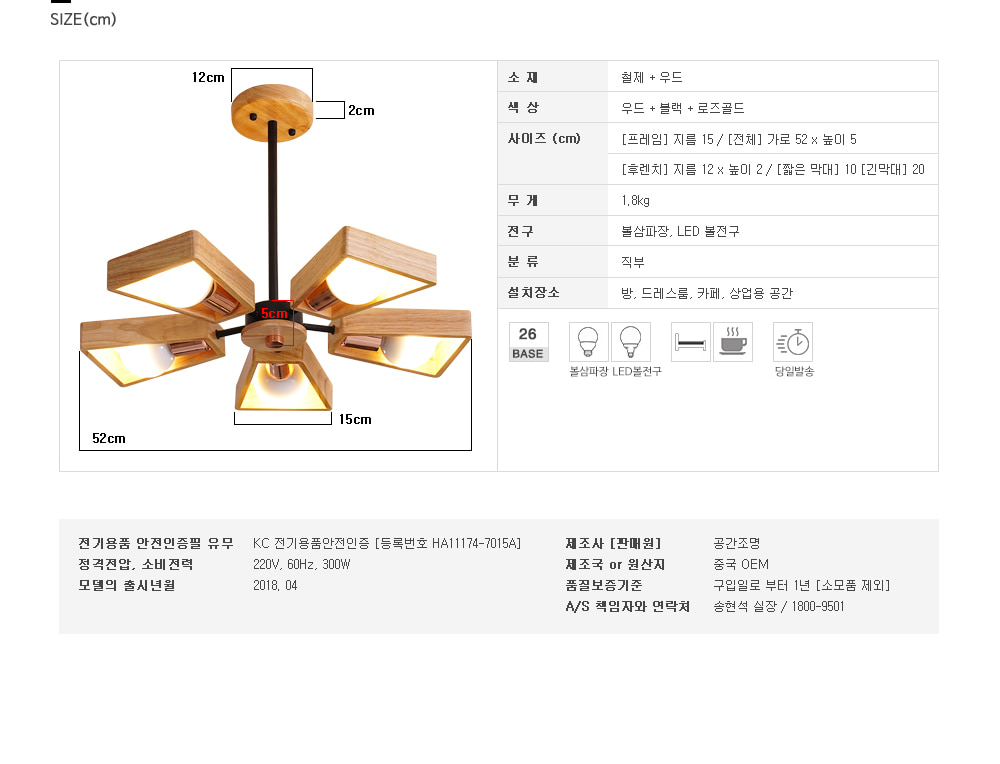 SIZE(cm)
12cm
2cm
5cm
15cm
52cm
소 재 철제 + 우드
색 상 우드 + 블랙 + 로즈골드
사이즈 (cm) [프레임] 지름 15 / [전체] 가로 52 x 높이 5
[후렌치] 지름 12 x 높이 2 / [짧은 막대] 10 [긴막대] 20
무 게 1.8kg
전구 볼삼파장, LED 볼전구
분 류 직부
설치장소 방, 드레스룸, 카페, 상업용 공간
26
BASE
볼삼파장 LED볼전구 당일발송
전기용품 안전인증필 유무 KC 전기용품안전인증 [등록번호 HA11174-7015A]
정격전압, 소비전력 220V, 60Hz, 300W
모델의 출시년월 2018. 04
제조사 [판매원] 공간조명
제조국 or 원산지 중국 OEM
품질보증기준 구입일로 부터 1년 [소모품 제외]
A/S 책임자와 연락처 송현석 실장 / 1800-9501